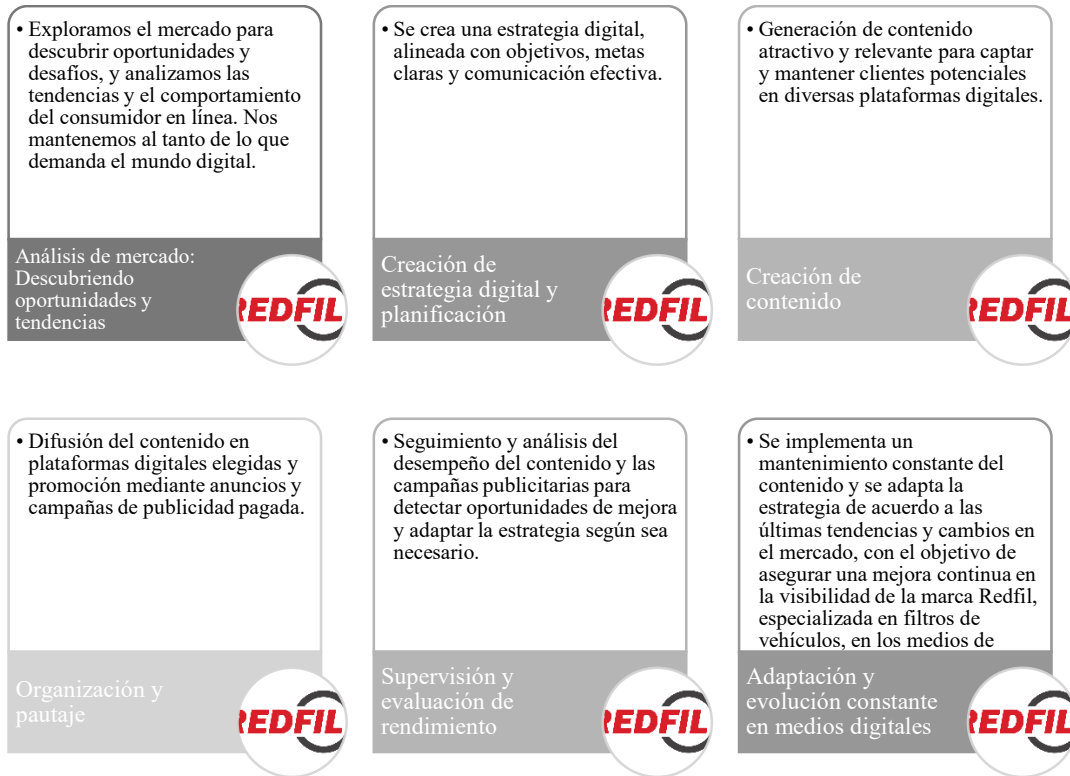 • Exploramos el mercado para
descubrir oportunidades y
desafíos, y analizamos las
tendencias y el comportamiento
del consumidor en línea. Nos
mantenemos al tanto de lo que
demanda el mundo digital.
Análisis de mercado:
Descubriendo
oportunidades y
tendencias
REDFIL
• Se crea una estrategia digital,
alineada con objetivos, metas
claras y comunicación efectiva.
Creación de
estrategia digital y
planificación
REDFIL
• Generación de contenido
atractivo y relevante para captar
y mantener clientes potenciales
en diversas plataformas digitales.
Creación de
contenido
REDFIL
• Difusión del contenido en
plataformas digitales elegidas y
promoción mediante anuncios y
campañas de publicidad pagada.
Organización y
pautaje
REDFIL
• Seguimiento y análisis del
desempeño del contenido y las
campañas publicitarias para
detectar oportunidades de mejora
y adaptar la estrategia según sea
necesario.
Supervisión y
evaluación de
rendimiento
REDFIL
• Se implementa un
mantenimiento constante del
contenido y se adapta la
estrategia de acuerdo a las
últimas tendencias y cambios en
el mercado, con el objetivo de
asegurar una mejora continua en
la visibilidad de la marca Redfil,
especializada en filtros de
vehículos, en los medios de
Adaptación y
evolución constante
en medios digitales
REDFIL